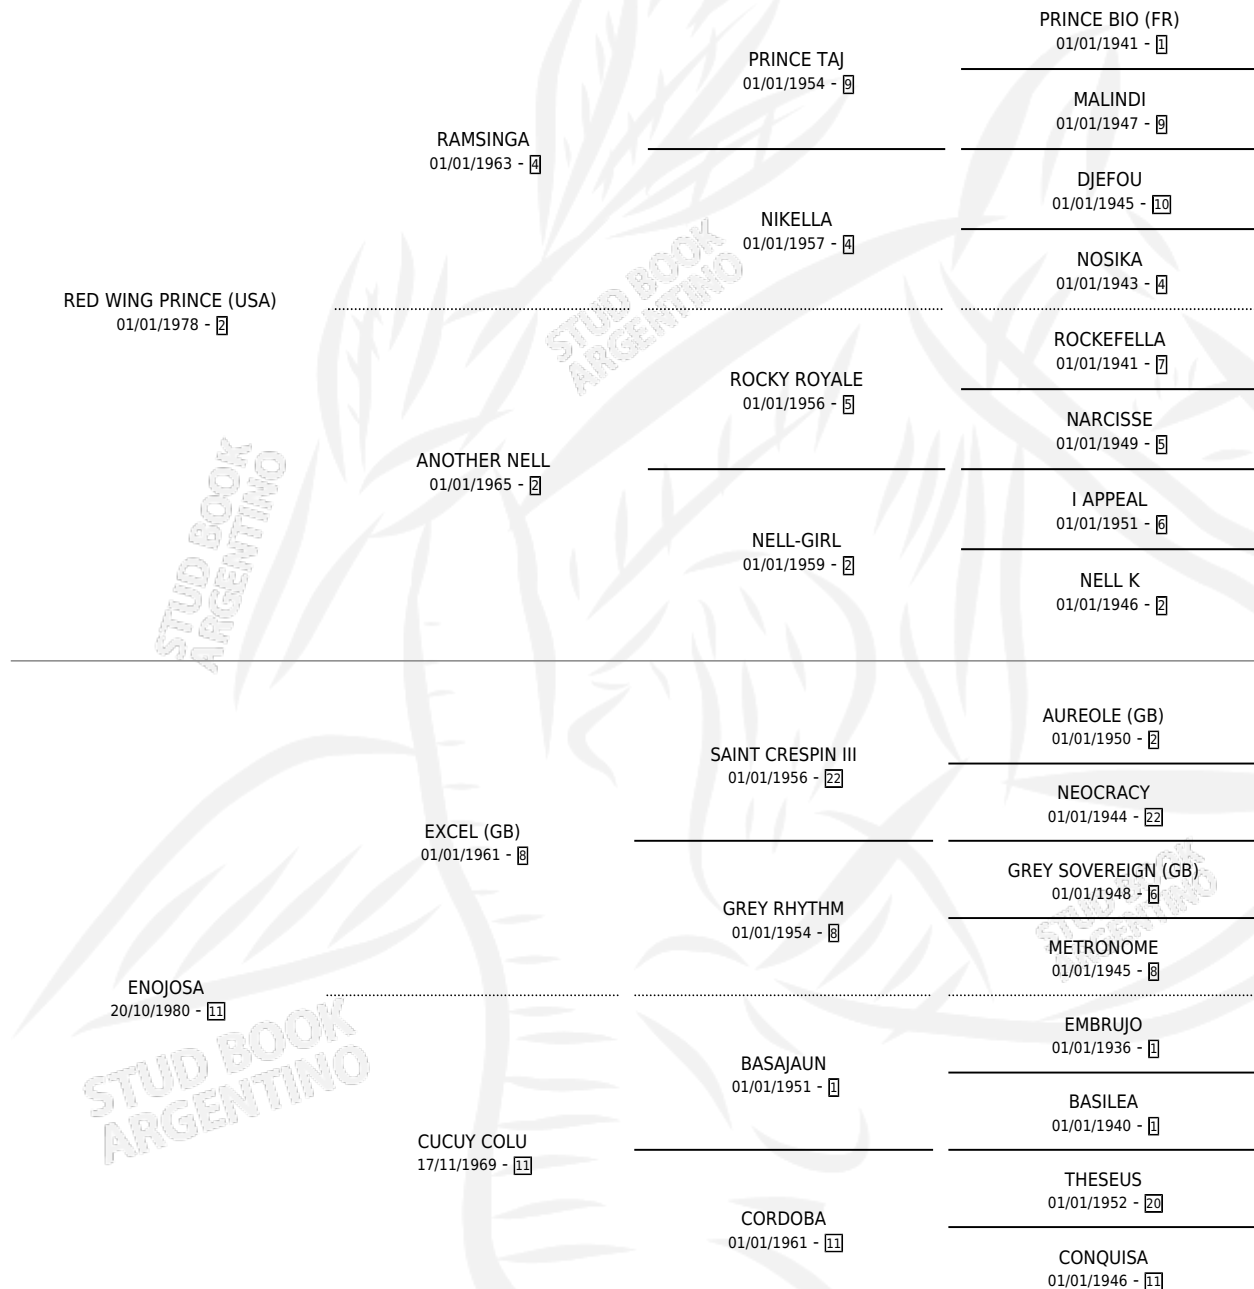 PRINCE BIO (FR)
01/01/1941 - 1
PRINCE TAJ
01/01/1954 - 9
MALINDI
01/01/1947 - 9
RAMSINGA
01/01/1963 - 4
DJEFOU
01/01/1945 - 10
NIKELLA
01/01/1957 - 4
NOSIKA
01/01/1943 - 4
RED WING PRINCE (USA)
01/01/1978 - 2
STUD BOOK
ARGENTINO
ROCKEFELLA
01/01/1941 - 7
ROCKY ROYALE
01/01/1956 - 5
NARCISSE
01/01/1949 - 5
ANOTHER NELL
01/01/1965 - 2
I APPEAL
01/01/1951 - 6
NELL-GIRL
01/01/1959 - 2
NELL K
01/01/1946 - 2
STUD BOOK
ARGENTINO
AUREOLE (GB)
01/01/1950 - 2
SAINT CRESPIN III
01/01/1956 - 22
NEOCRACY
01/01/1944 - 22
EXCEL (GB)
01/01/1961 - 8
GREY SOVEREIGN (GB)
01/01/1948 - 6
STUD BOOK
ARGENTINO
GREY RHYTHM
01/01/1954 - 8
METRONOME
01/01/1945 - 8
ENOJOSA
20/10/1980 - 11
STUD BOOK
ARGENTINO
EMBRUJO
01/01/1936 - 1
BASAJAUN
01/01/1951 - 1
BASILEA
01/01/1940 - 1
CUCUY COLU
17/11/1969 - 11
THESEUS
01/01/1952 - 20
CORDOBA
01/01/1961 - 11
CONQUISA
01/01/1946 - 11